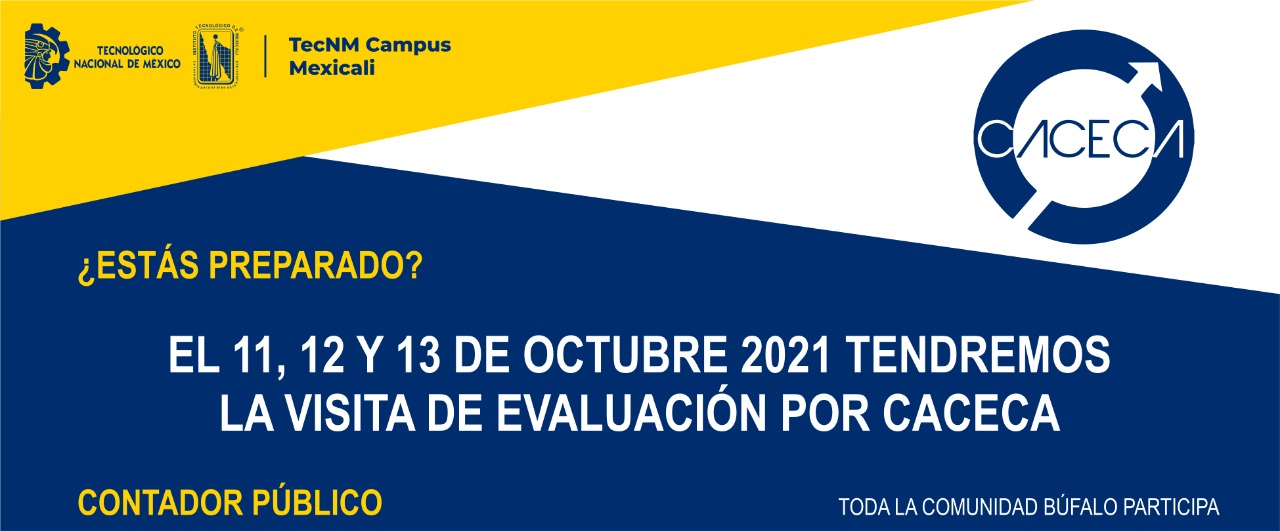 TECNOLÓGICO
NACIONAL DE MÉXICO
TecNM Campus
Mexicali
CACECA
¿ESTÁS PREPARADO?
EL 11, 12 Y 13 DE OCTUBRE 2021 TENDREMOS
LA VISITA DE EVALUACIÓN POR CACECA
CONTADOR PÚBLICO
TODA LA COMUNIDAD BÚFALO PARTICIPA